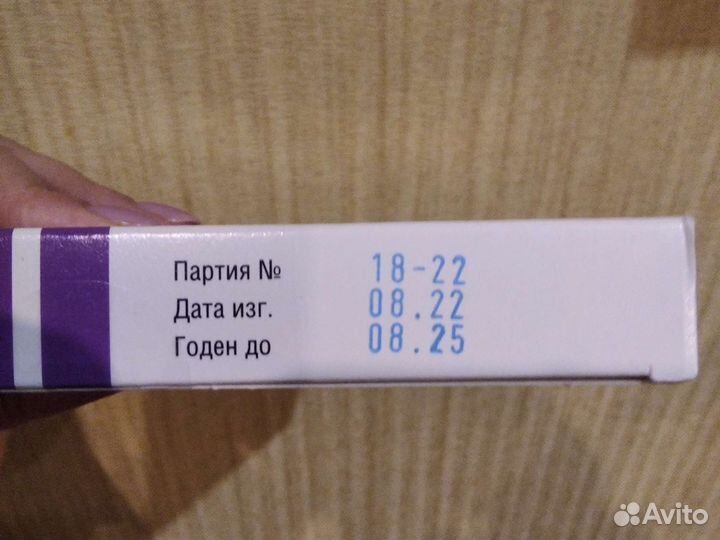 Партия № 18-22
Дата изг. 08.22
Годен до 08.25
Avito